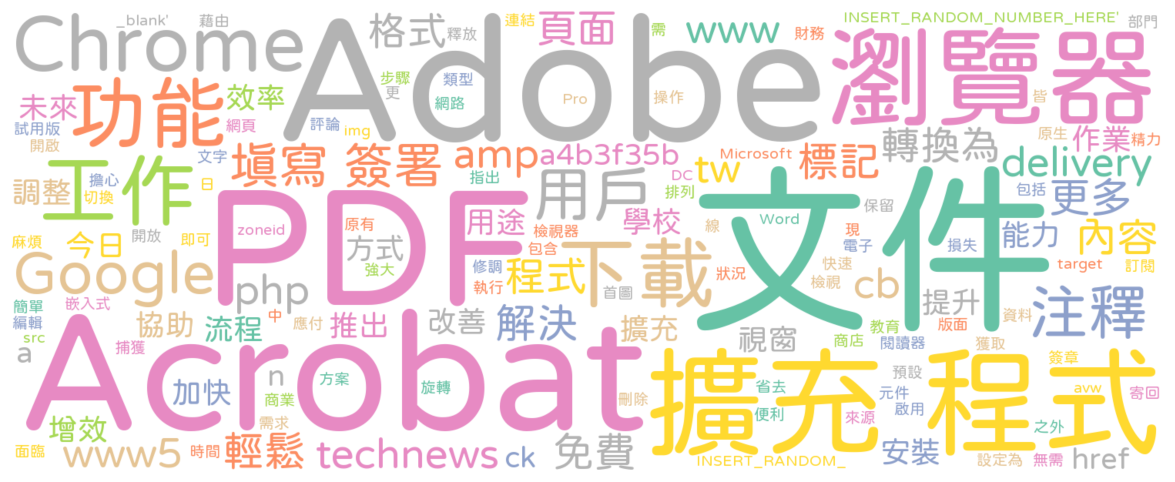 _blank' 藉由 格式 釋放 連結 頁面 需 www 財務 INSERT_RANDOM_NUMBER_HERE' 部門
Chrome Adobe 瀏覽器
步驟 更 類型 網路 Pro 操作 皆
未來 功能 效率 試用版 開啟 網頁 評論 img 轉換為 原生 作業 精力
工作 文字 填寫 簽署 amp a4b3f35b tw Microsoft 標記 delivery
調整 擔心 切換 日 指出 用戶 DC 排列 保留 包括 更多
PDF 文件
麻煩 今日 開放 即可 zoneid 原有 方式 強大 用途 檢視器 包含 學校 線 Word 現 電子 損失 能力 內容
Google php 修調 執行 程式 下載 首圖 狀況 快速 檢視 cb target 訂閱
簡單 編輯 src 嵌入式 協助 流程 中 應付 推出 改善 解決 擴充 視窗 提升 教育 商店 版面 閱讀器 資料 獲取 注釋
a 捕獲 Acrobat 擴充 程式
加快 n 商業 方案 旋轉 刪除 省去 便利 預設 元件 啟用 來源 簽章 avw 寄回 之外
增效 需求
面臨 www5 時間 輕鬆 technews ck 免費 INSERT_RANDOM_ 安裝 設定為 無需 href